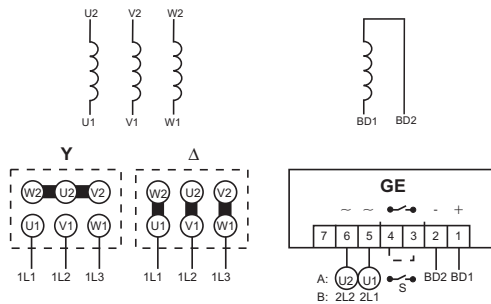 U2 V2 W2
U1 V1 W1
BD1 BD2
Y Δ
W2 U2 V2
U1 V1 W1
1L1 1L2 1L3
W2 U2 V2
U1 V1 W1
1L1 1L2 1L3
GE
~ ~ - +
7 6 5 4 3 2 1
A: U2 U1 S BD2 BD1
B: 2L2 2L1